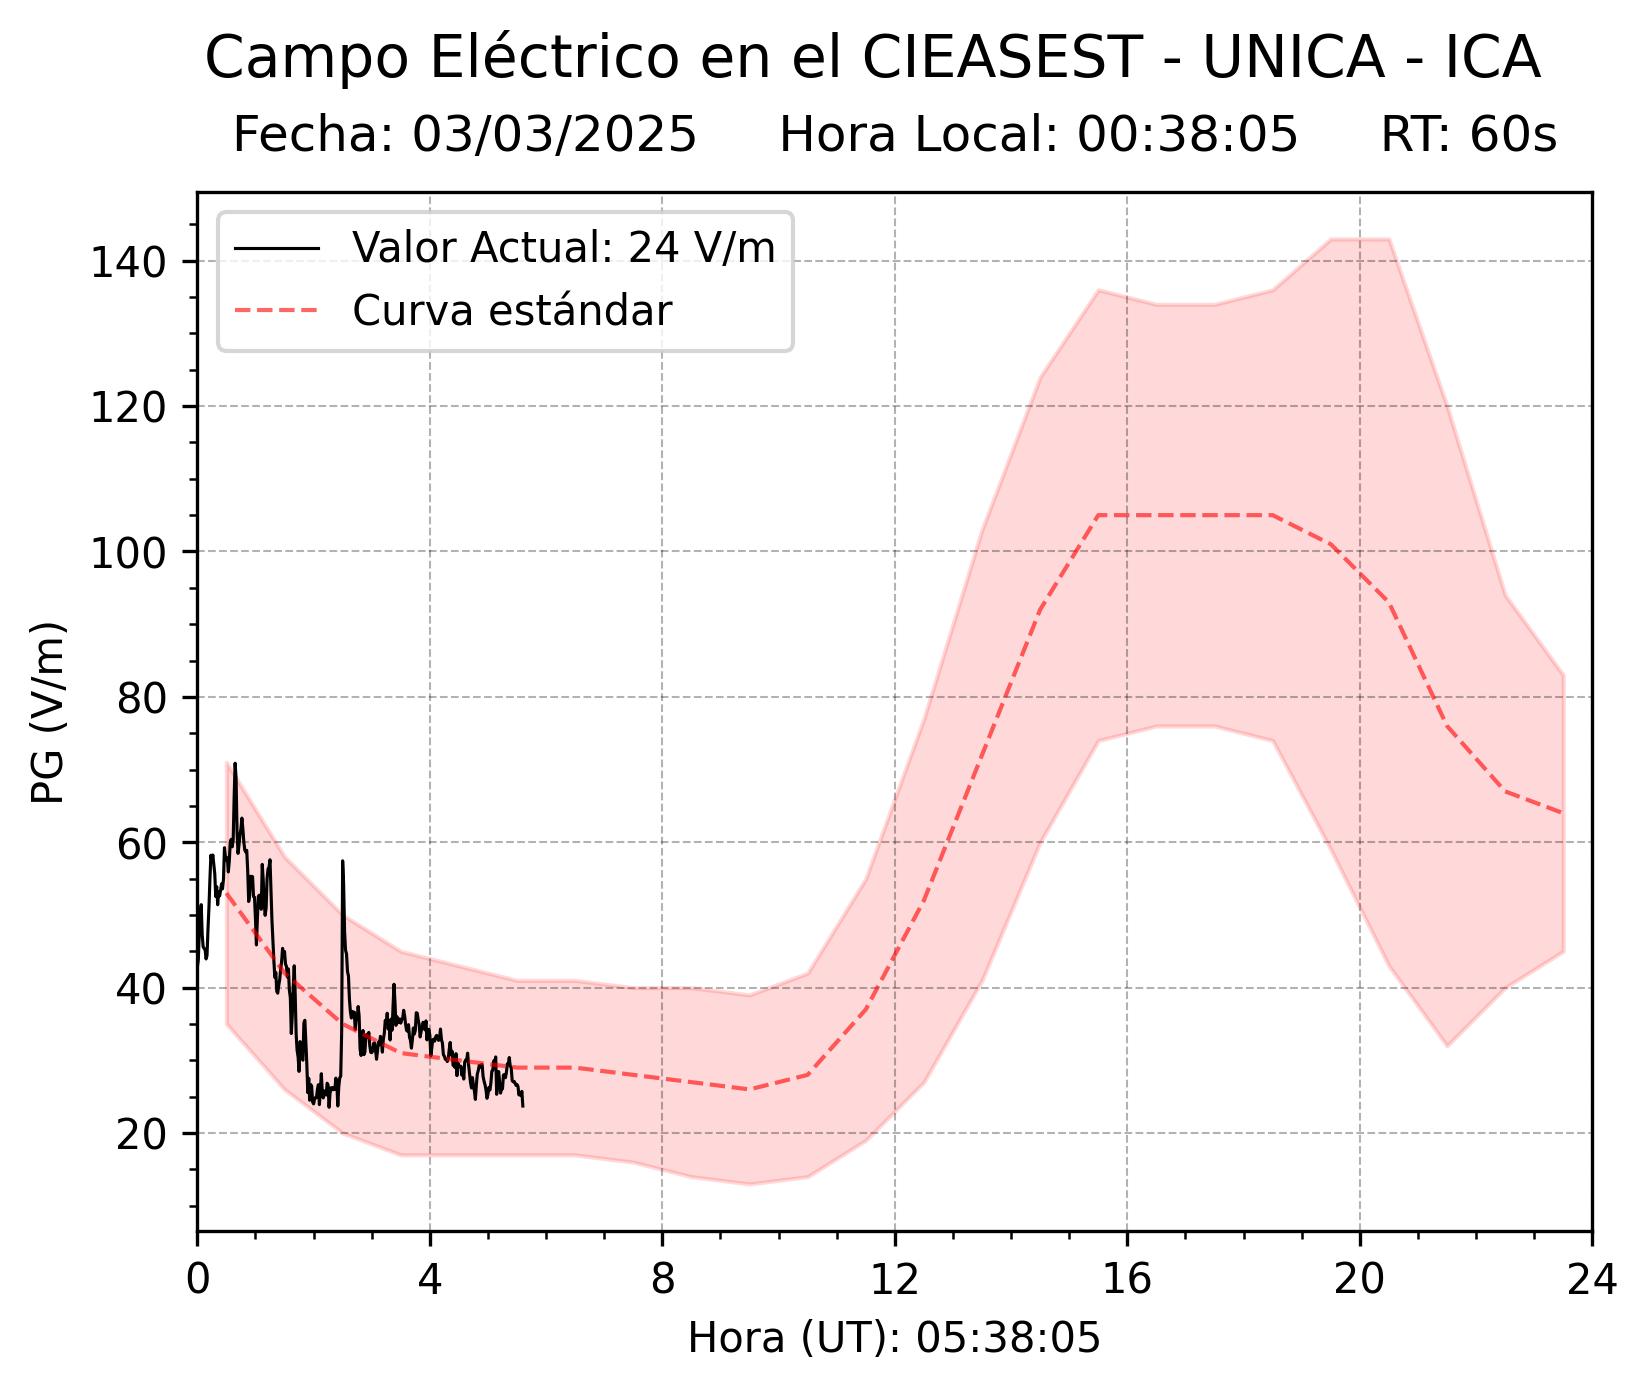 Campo Eléctrico en el CIEASEST - UNICA - ICA
Fecha: 03/03/2025 Hora Local: 00:38:05 RT: 60s
Valor Actual: 24 V/m
Curva estándar
140
120
100
80
60
40
20
PG (V/m)
0 4 8 12 16 20 24
Hora (UT): 05:38:05